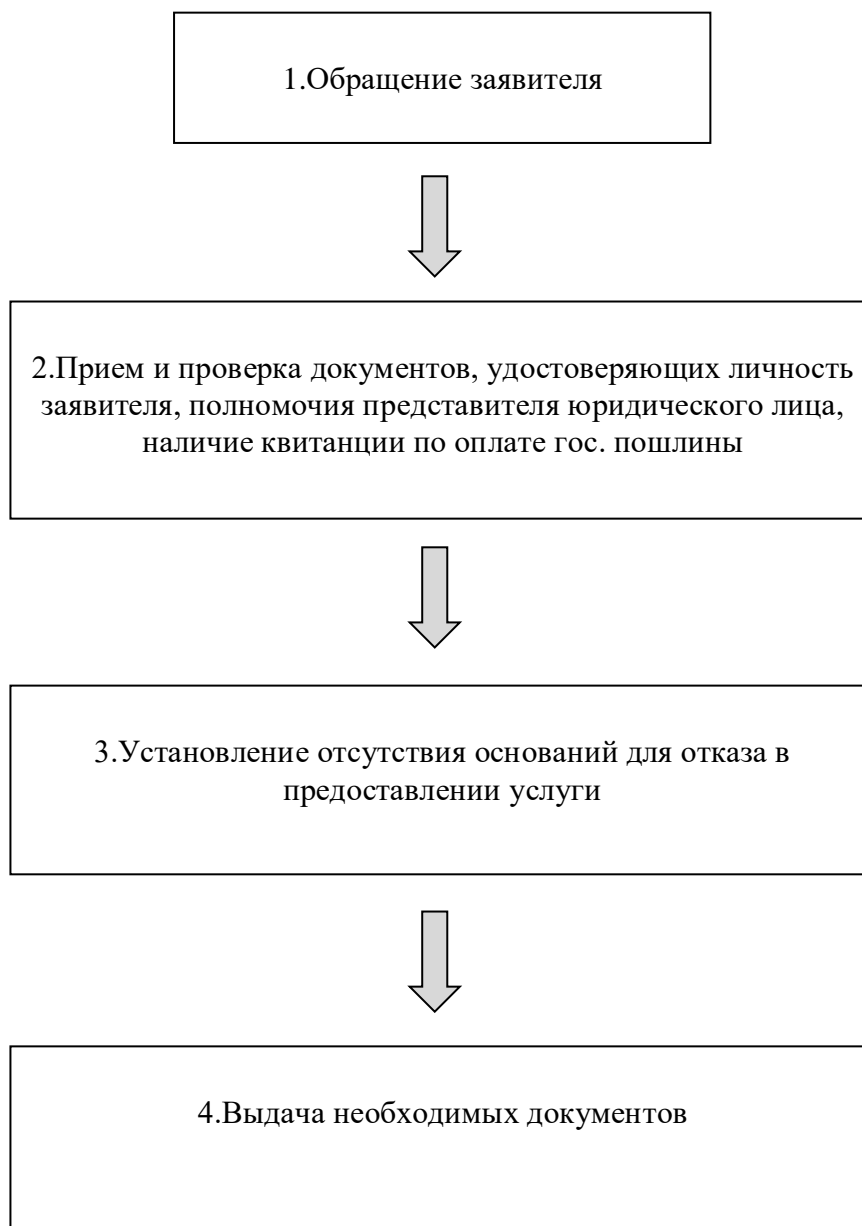 1.Обращение заявителя
2.Прием и проверка документов, удостоверяющих личность
заявителя, полномочия представителя юридического лица,
наличие квитанции по оплате гос. пошлины
3.Установление отсутствия оснований для отказа в
предоставлении услуги
4.Выдача необходимых документов